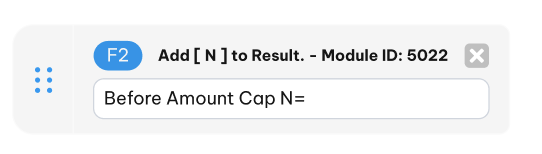 F2 Add [ N ] to Result. - Module ID: 5022
Before Amount Cap N=